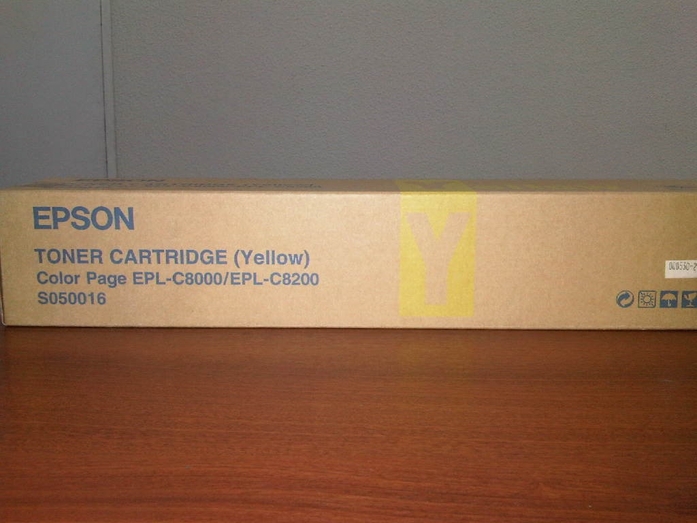 EPSON
TONER CARTRIDGE (Yellow)
Color Page EPL-C8000/EPL-C8200
S050016
Y